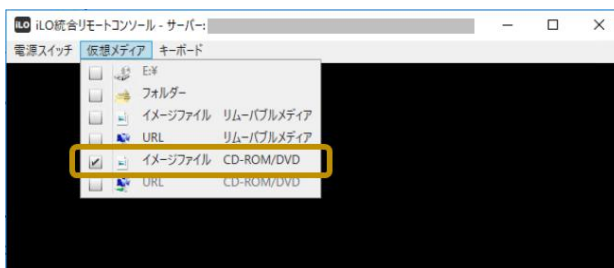 iLO iLO統合リモートコンソール - サーバー:
電源スイッチ 仮想メディア キーボード
E:¥
フォルダー
イメージファイル リムーバブルメディア
URL リムーバブルメディア
イメージファイル CD-ROM/DVD
URL CD-ROM/DVD